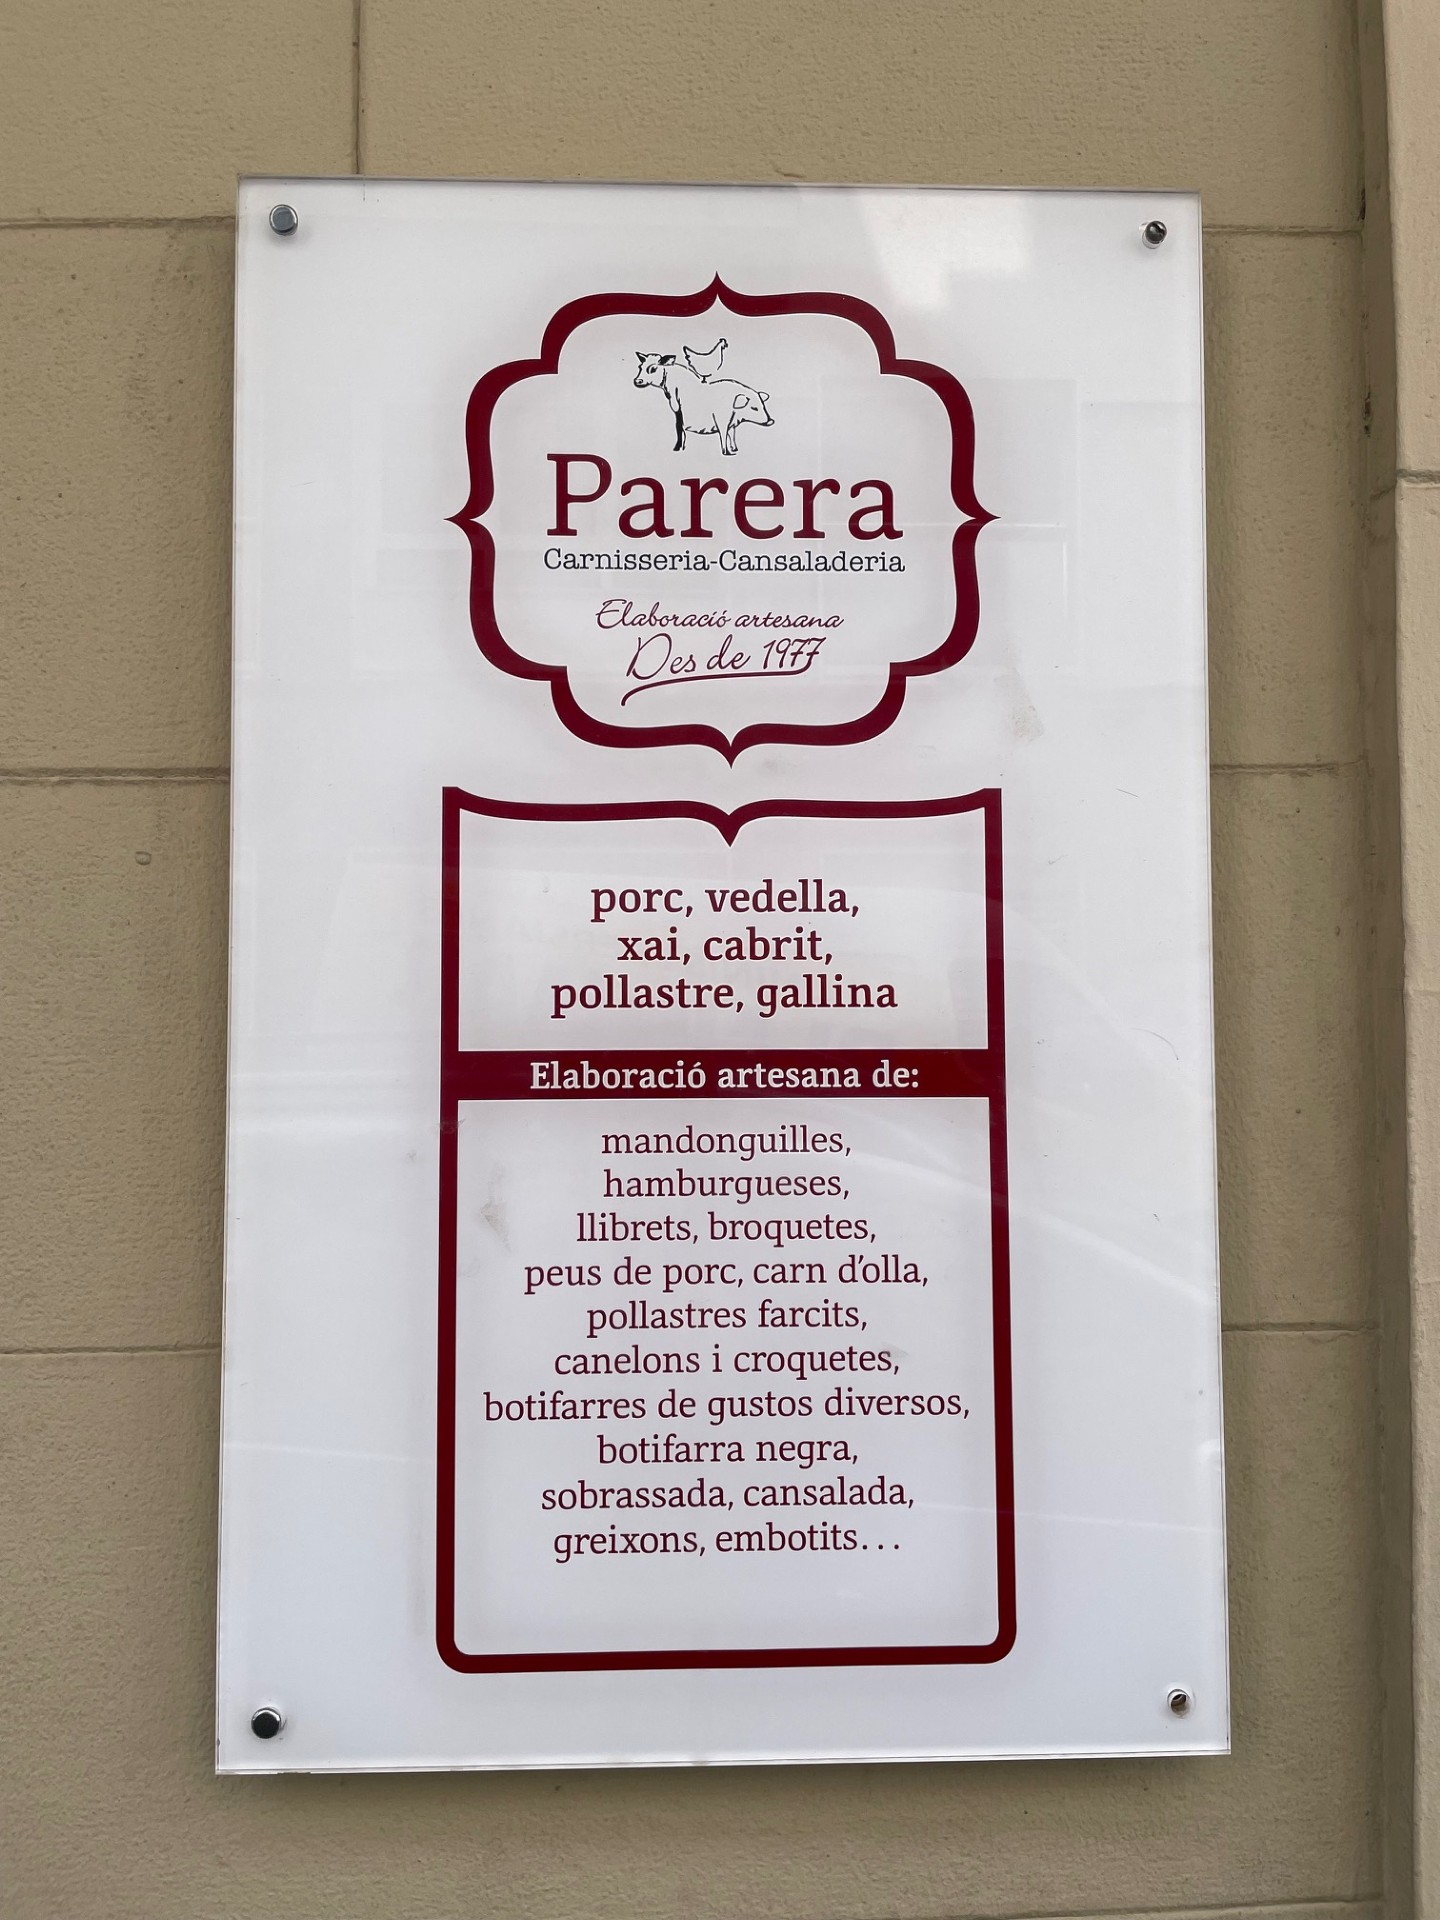 Parera
Carnisseria-Cansaladeria
Elaboració artesana
Des de 1977
porc, vedella,
xai, cabrit,
pollastre, gallina
Elaboració artesana de:
mandonguilles,
hamburgueses,
llibrets, broquetes,
peus de porc, carn d'olla,
pollastres farcits,
canelons i croquetes,
botifarres de gustos diversos,
botifarra negra,
sobrassada, cansalada,
greixons, embotits...